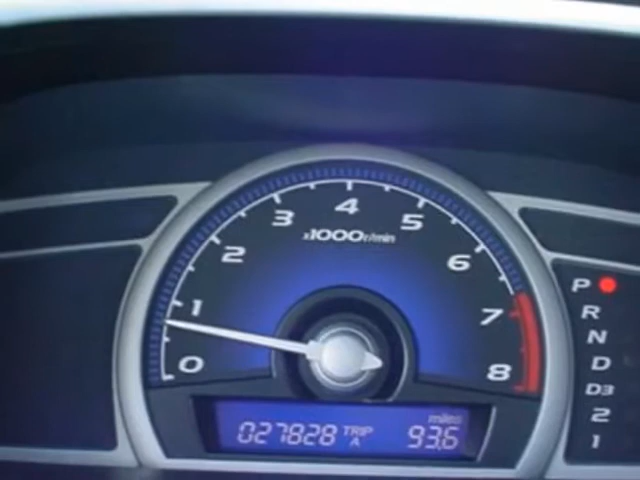 4
3 5
x1000r/min
2 6
1 7
0 8
P
R
N
D
D3
2
1
miles
027828 TRIP A 93.6